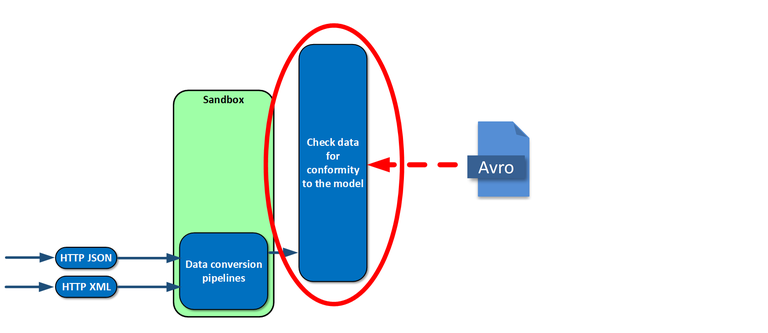 Sandbox
Check data
for
conformity
to the model
Avro
HTTP JSON
Data conversion
pipelines
HTTP XML